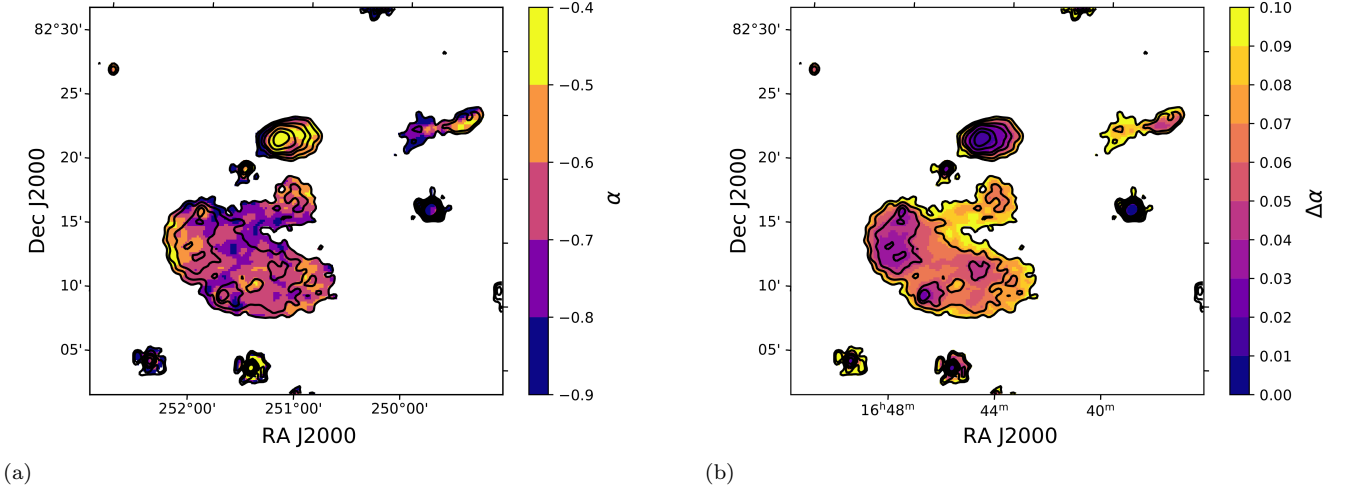 82°30'
25'
20'
15'
10'
05'
Dec J2000
252°00'
251°00'
250°00'
RA J2000
−0.4
−0.5
−0.6
−0.7
−0.8
−0.9
α
(a)
82°30'
25'
20'
15'
10'
05'
Dec J2000
16h48m
44m
40m
RA J2000
0.10
0.09
0.08
0.07
0.06
0.05
0.04
0.03
0.02
0.01
0.00
Δα
(b)